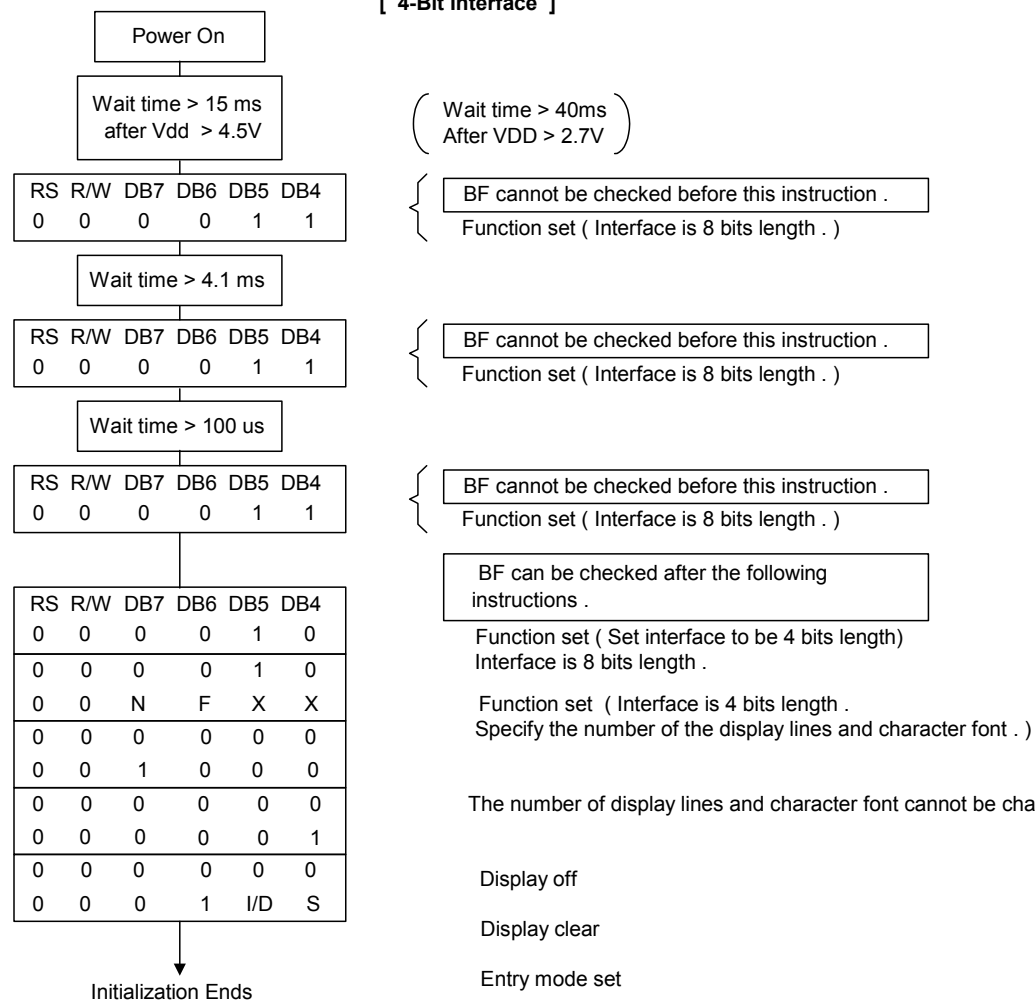 [ 4-Bit Interface ]
Power On
Wait time > 15 ms
after Vdd > 4.5V
Wait time > 40ms
After VDD > 2.7V
RS R/W DB7 DB6 DB5 DB4
0 0 0 0 1 1
BF cannot be checked before this instruction .
Function set ( Interface is 8 bits length . )
Wait time > 4.1 ms
RS R/W DB7 DB6 DB5 DB4
0 0 0 0 1 1
BF cannot be checked before this instruction .
Function set ( Interface is 8 bits length . )
Wait time > 100 us
RS R/W DB7 DB6 DB5 DB4
0 0 0 0 1 1
BF cannot be checked before this instruction .
Function set ( Interface is 8 bits length . )
BF can be checked after the following
instructions .
RS R/W DB7 DB6 DB5 DB4
0 0 0 0 1 0
0 0 0 0 1 0
0 0 N F X X
0 0 0 0 0 0
0 0 1 0 0 0
0 0 0 0 0 0
0 0 0 0 0 1
0 0 0 0 0 0
0 0 0 1 I/D S
Function set ( Set interface to be 4 bits length)
Interface is 8 bits length .
Function set ( Interface is 4 bits length .
Specify the number of the display lines and character font . )
The number of display lines and character font cannot be
Display off
Display clear
Entry mode set
Initialization Ends